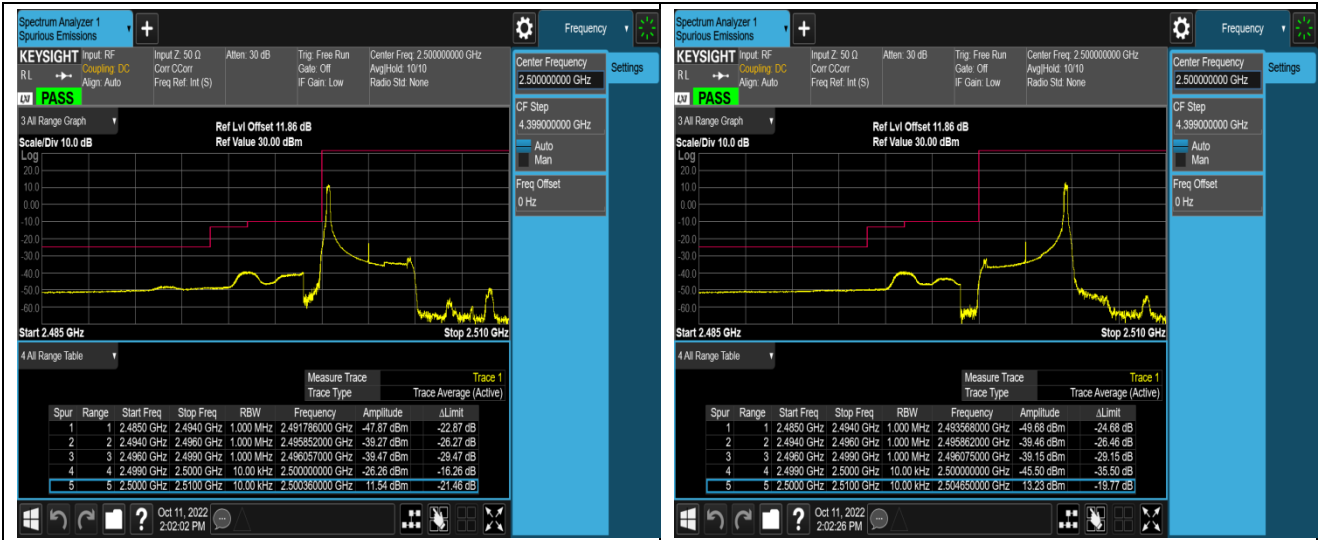 Spectrum Analyzer 1
Spurious Emissions
Frequency
KEYSIGHT Input: RF Input Z: 50 Ω Atten: 30 dB Trig: Free Run Center Freq: 2.500000000 GHz
Coupling: DC Corr CCorr Gate: Off Avg|Hold: 10/10
RL Align: Auto Freq Ref: Int (S) IF Gain: Low Radio Std: None
LXI PASS
Center Frequency
2.500000000 GHz
Settings
CF Step
4.399000000 GHz
Auto
Man
Freq Offset
0 Hz
3 All Range Graph
Ref Lvl Offset 11.86 dB
Scale/Div 10.0 dB Ref Value 30.00 dBm
Log
20.0
10.0
0.00
-10.0
-20.0
-30.0
-40.0
-50.0
-60.0
Start 2.485 GHz Stop 2.510 GHz
4 All Range Table
Measure Trace Trace 1
Trace Type Trace Average (Active)
Spur Range Start Freq Stop Freq RBW Frequency Amplitude ΔLimit
1 1 2.4850 GHz 2.4940 GHz 1.000 MHz 2.491786000 GHz -47.87 dBm -22.87 dB
2 2 2.4940 GHz 2.4960 GHz 1.000 MHz 2.495852000 GHz -39.27 dBm -26.27 dB
3 3 2.4960 GHz 2.4990 GHz 1.000 MHz 2.496057000 GHz -39.47 dBm -29.47 dB
4 4 2.4990 GHz 2.5000 GHz 10.00 kHz 2.500000000 GHz -26.26 dBm -16.26 dB
5 5 2.5000 GHz 2.5100 GHz 10.00 kHz 2.500360000 GHz 11.54 dBm -21.46 dB
Oct 11, 2022
2:02:02 PM
Spectrum Analyzer 1
Spurious Emissions
Frequency
KEYSIGHT Input: RF Input Z: 50 Ω Atten: 30 dB Trig: Free Run Center Freq: 2.500000000 GHz
Coupling: DC Corr CCorr Gate: Off Avg|Hold: 10/10
RL Align: Auto Freq Ref: Int (S) IF Gain: Low Radio Std: None
LXI PASS
Center Frequency
2.500000000 GHz
Settings
CF Step
4.399000000 GHz
Auto
Man
Freq Offset
0 Hz
3 All Range Graph
Ref Lvl Offset 11.86 dB
Scale/Div 10.0 dB Ref Value 30.00 dBm
Log
20.0
10.0
0.00
-10.0
-20.0
-30.0
-40.0
-50.0
-60.0
Start 2.485 GHz Stop 2.510 GHz
4 All Range Table
Measure Trace Trace 1
Trace Type Trace Average (Active)
Spur Range Start Freq Stop Freq RBW Frequency Amplitude ΔLimit
1 1 2.4850 GHz 2.4940 GHz 1.000 MHz 2.493568000 GHz -49.68 dBm -24.68 dB
2 2 2.4940 GHz 2.4960 GHz 1.000 MHz 2.495862000 GHz -39.46 dBm -26.46 dB
3 3 2.4960 GHz 2.4990 GHz 1.000 MHz 2.496075000 GHz -39.15 dBm -29.15 dB
4 4 2.4990 GHz 2.5000 GHz 10.00 kHz 2.500000000 GHz -45.50 dBm -35.50 dB
5 5 2.5000 GHz 2.5100 GHz 10.00 kHz 2.504650000 GHz 13.23 dBm -19.77 dB
Oct 11, 2022
2:02:26 PM